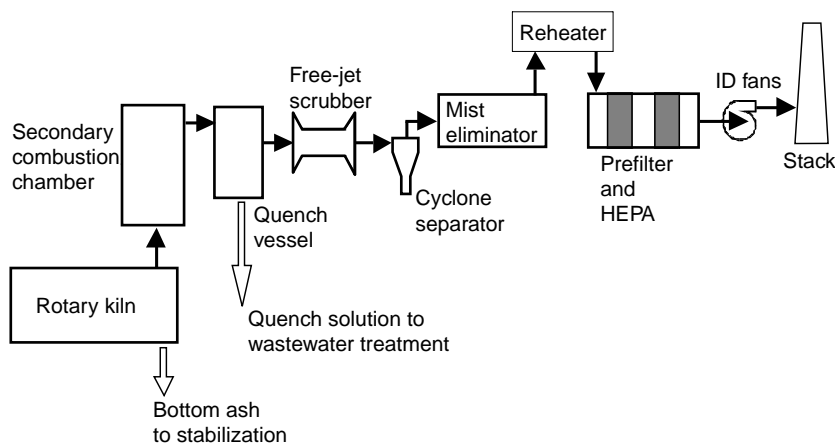 Reheater
Free-jet
scrubber
ID fans
Mist
eliminator
Secondary
combustion
chamber
Prefilter
and
HEPA
Stack
Cyclone
separator
Quench
vessel
Rotary kiln
Quench solution to
wastewater treatment
Bottom ash
to stabilization